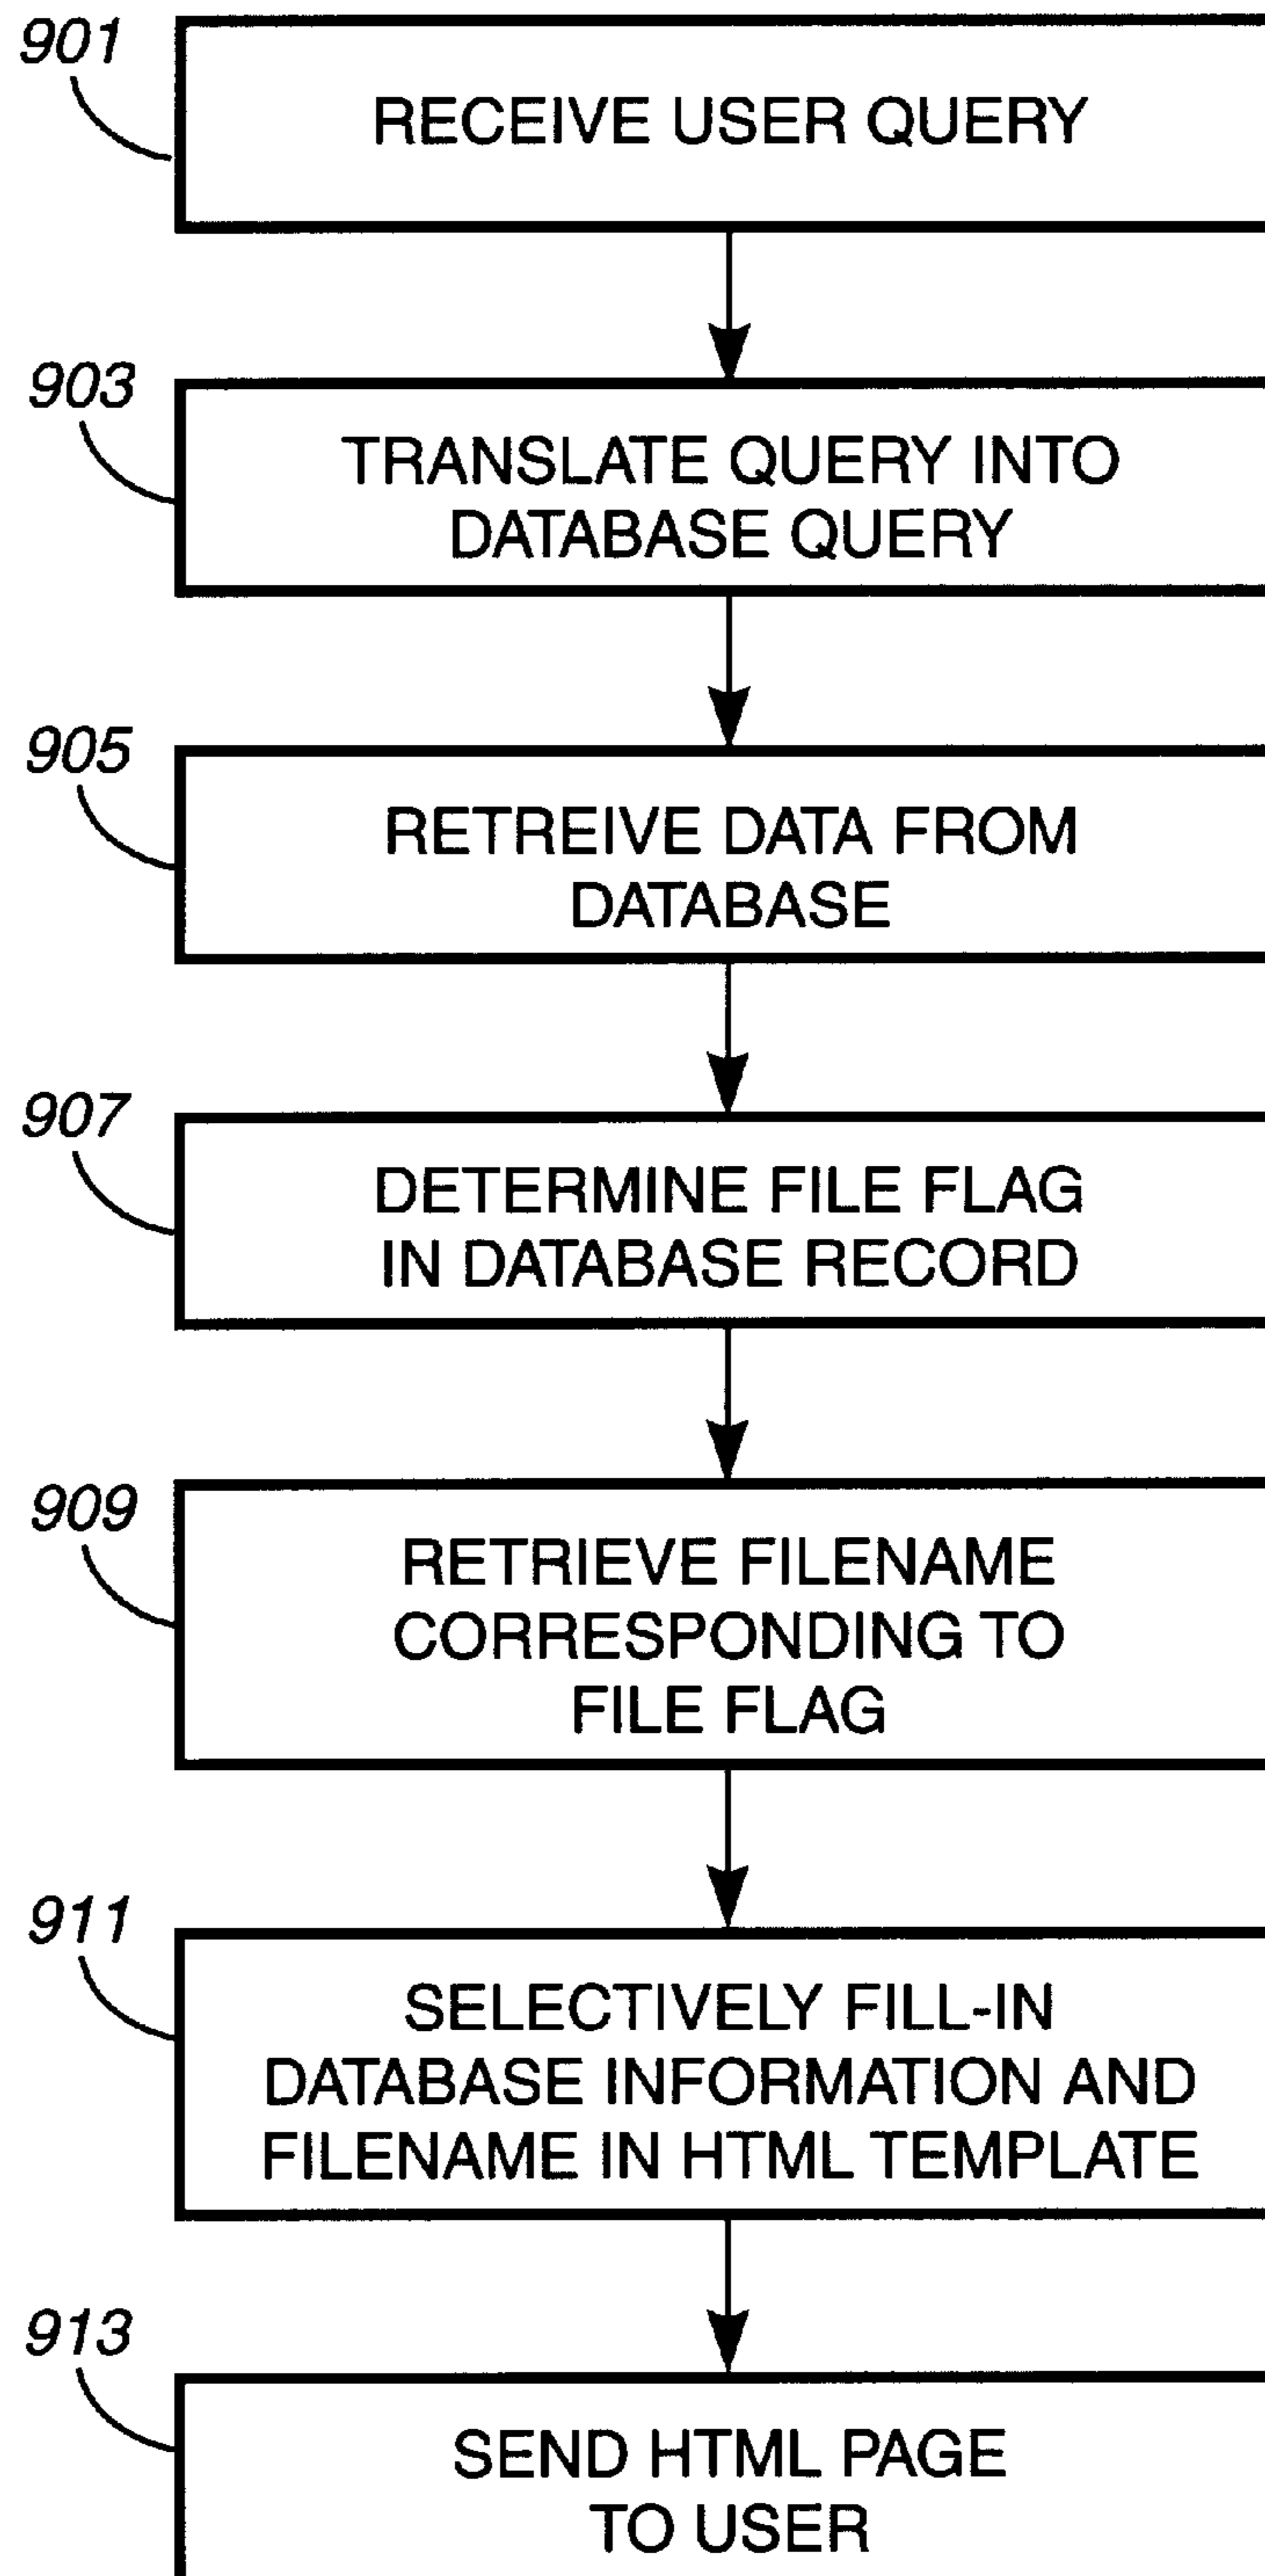 901
RECEIVE USER QUERY
903
TRANSLATE QUERY INTO
DATABASE QUERY
905
RETREIVE DATA FROM
DATABASE
907
DETERMINE FILE FLAG
IN DATABASE RECORD
909
RETRIEVE FILENAME
CORRESPONDING TO
FILE FLAG
911
SELECTIVELY FILL-IN
DATABASE INFORMATION AND
FILENAME IN HTML TEMPLATE
913
SEND HTML PAGE
TO USER